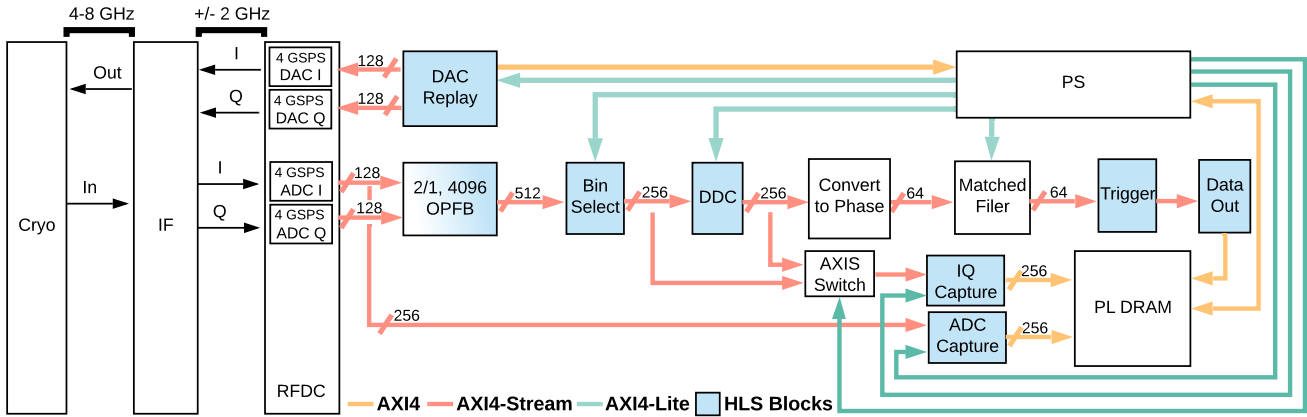 4-8 GHz
+/- 2 GHz
Cryo
Out
In
IF
I
Q
I
Q
4 GSPS
DAC I
4 GSPS
DAC Q
4 GSPS
ADC I
4 GSPS
ADC Q
RFDC
128
128
128
128
DAC
Replay
PS
2/1, 4096
OPFB
512
Bin
Select
256
DDC
256
Convert
to Phase
64
Matched
Filer
64
Trigger
Data
Out
AXIS
Switch
IQ
Capture
256
ADC
Capture
256
256
PL DRAM
AXI4
AXI4-Stream
AXI4-Lite
HLS Blocks